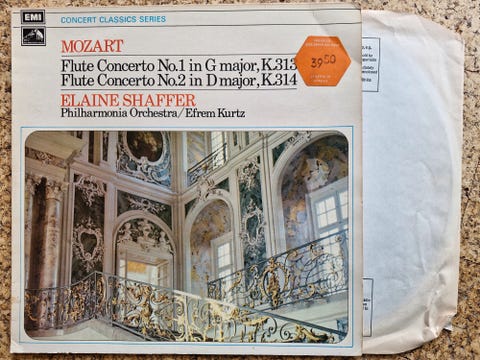 EMI
CONCERT CLASSICS SERIES
MOZART
Flute Concerto No.1 in G major, K.313
Flute Concerto No.2 in D major, K.314
ELAINE SHAFFER
Philharmonia Orchestra/Efrem Kurtz
3950
EMI